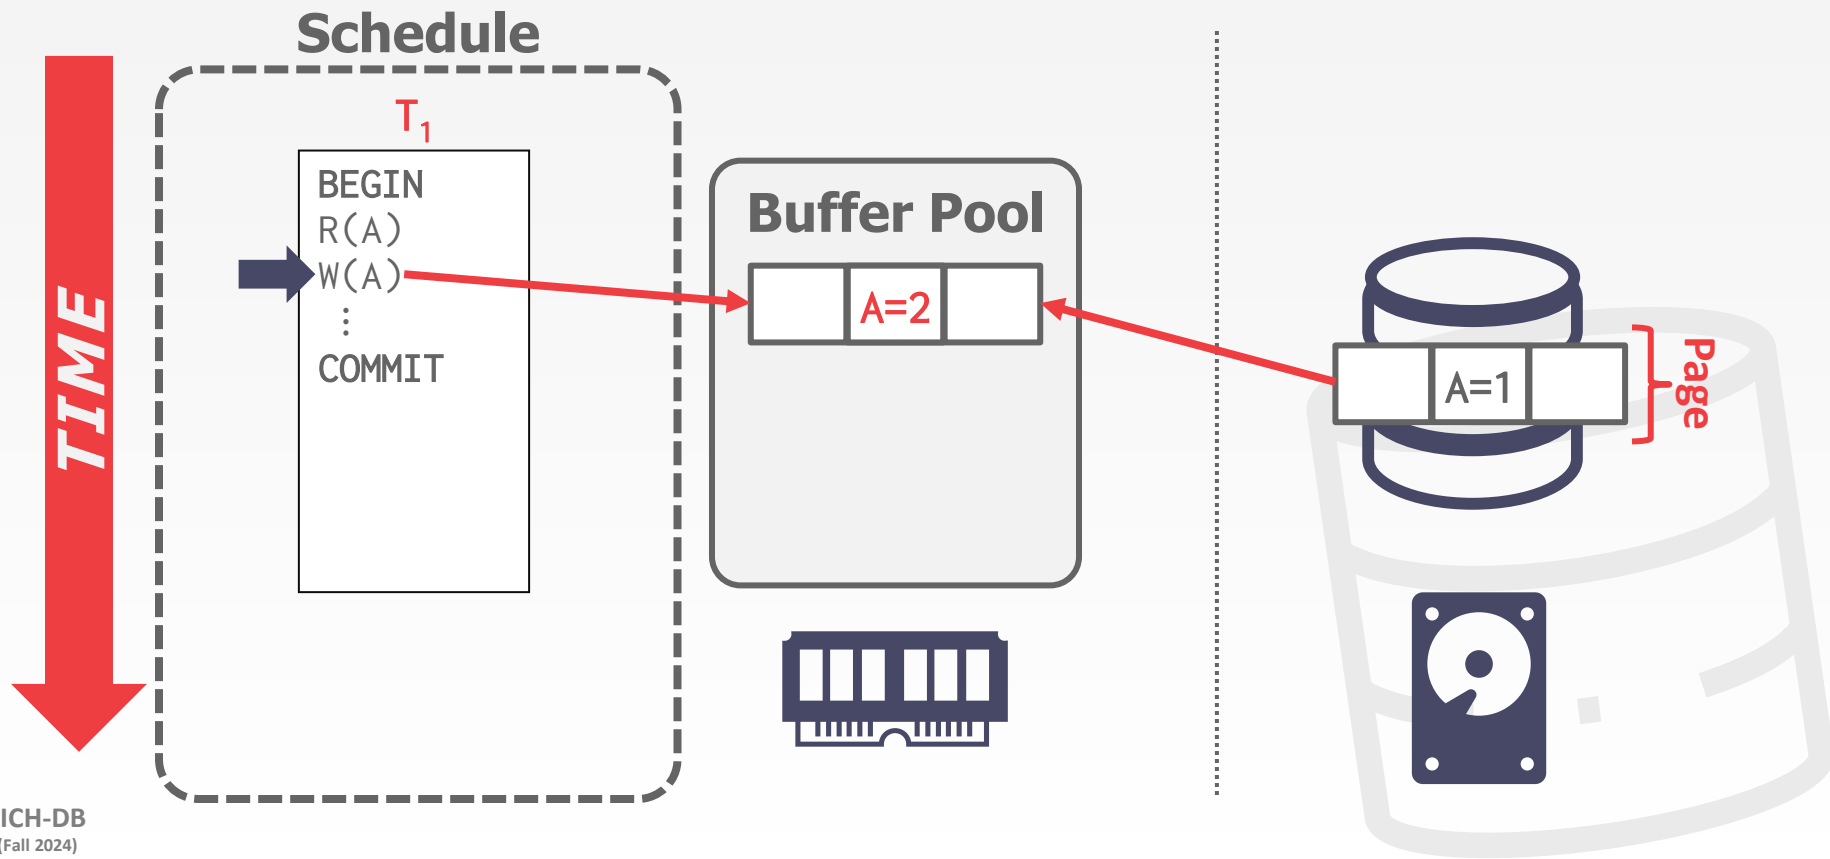 Schedule
TIME
T1
BEGIN
R(A)
W(A)
⋮
COMMIT
Buffer Pool
A=2
A=1
Page
ICH-DB
(Fall 2024)